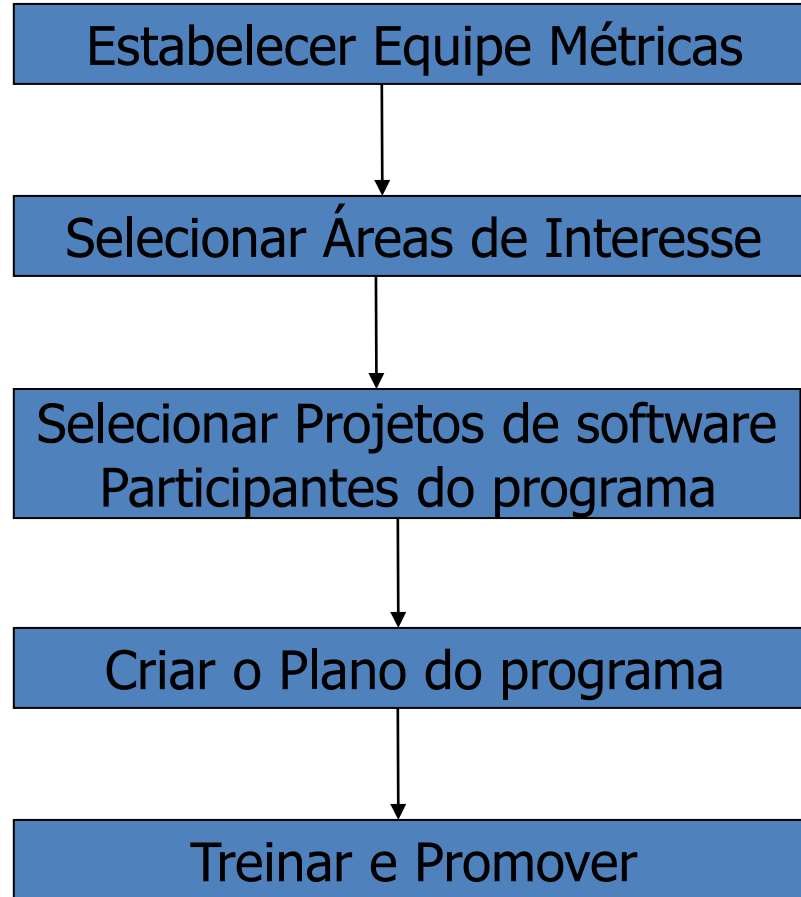 Estabelecer Equipe Métricas
Selecionar Áreas de Interesse
Selecionar Projetos de software
Participantes do programa
Criar o Plano do programa
Treinar e Promover